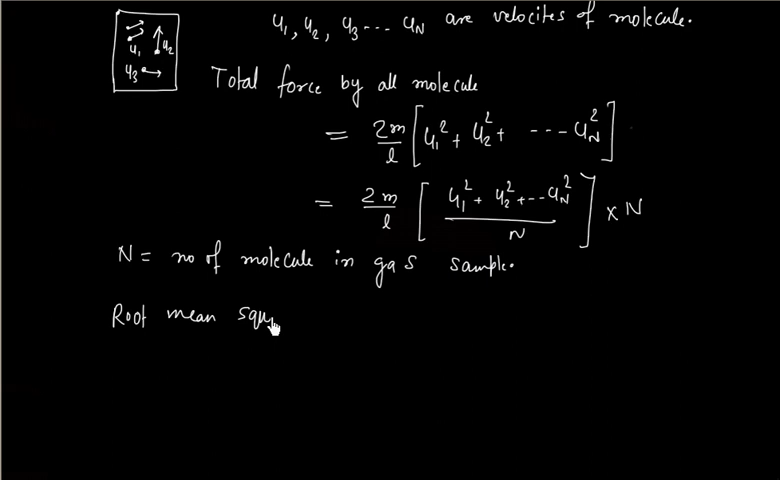 u₁, u₂, u₃ --- u_N are velocites of molecule.
u₁ u₂
u₃
Total force by all molecule
= 2m/l [u₁² + u₂² + --- u_N²]
= 2m/l [(u₁² + u₂² + -- u_N²)/N] × N
N = no of molecule in gas sample.
Root mean squ